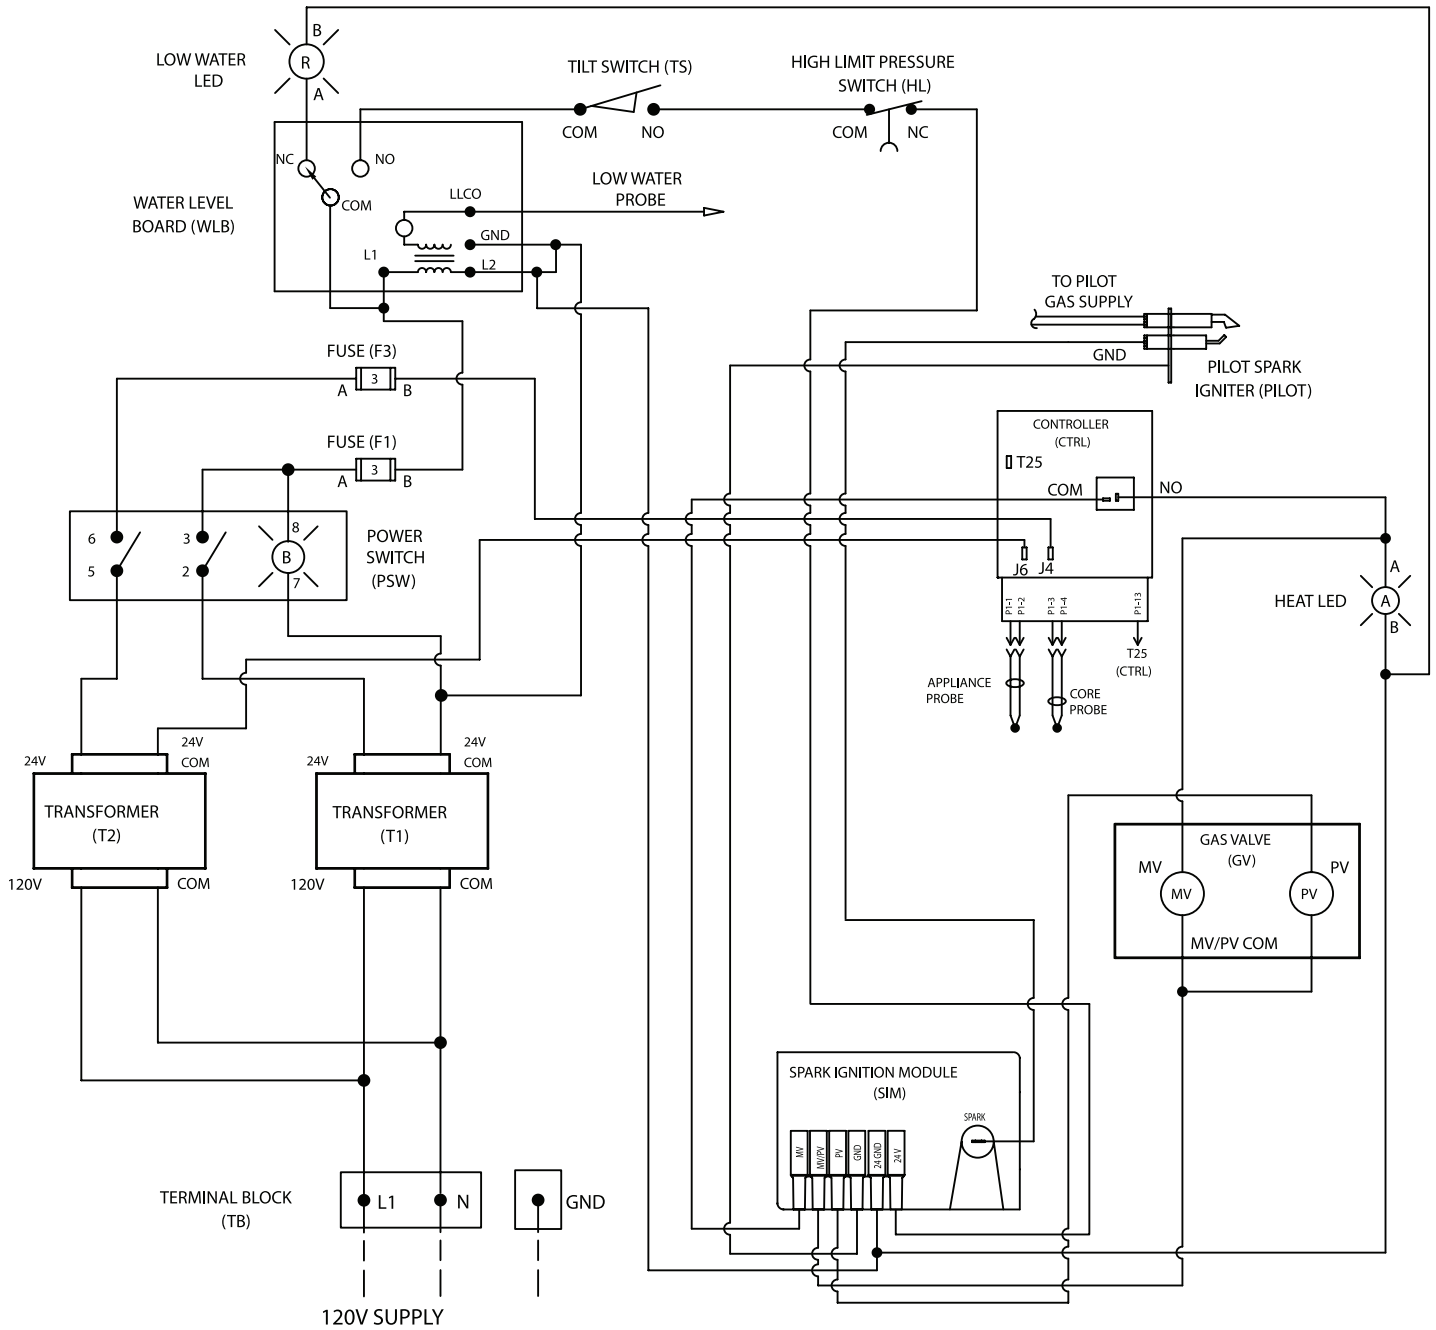 B
LOW WATER
LED
R
A
TILT SWITCH (TS)
HIGH LIMIT PRESSURE
SWITCH (HL)
COM
NO
COM
NC
NC
NO
COM
WATER LEVEL
BOARD (WLB)
LLCO
LOW WATER
PROBE
GND
L1
L2
TO PILOT
GAS SUPPLY
GND
PILOT SPARK
IGNITER (PILOT)
FUSE (F3)
A
3
B
FUSE (F1)
A
3
B
CONTROLLER
(CTRL)
T25
COM
NO
J6
J4
P1-1
P1-2
P1-3
P1-4
P1-13
T25
(CTRL)
APPLIANCE
PROBE
CORE
PROBE
A
HEAT LED
A
B
6
3
8
5
2
B
7
POWER
SWITCH
(PSW)
24V
24V
COM
TRANSFORMER
(T2)
120V
COM
24V
24V
COM
TRANSFORMER
(T1)
120V
COM
GAS VALVE
(GV)
MV
PV
MV
PV
MV/PV COM
SPARK IGNITION MODULE
(SIM)
SPARK
MV
MV/PV
PV
GND
24 GND
24 V
TERMINAL BLOCK
(TB)
L1
N
GND
120V SUPPLY